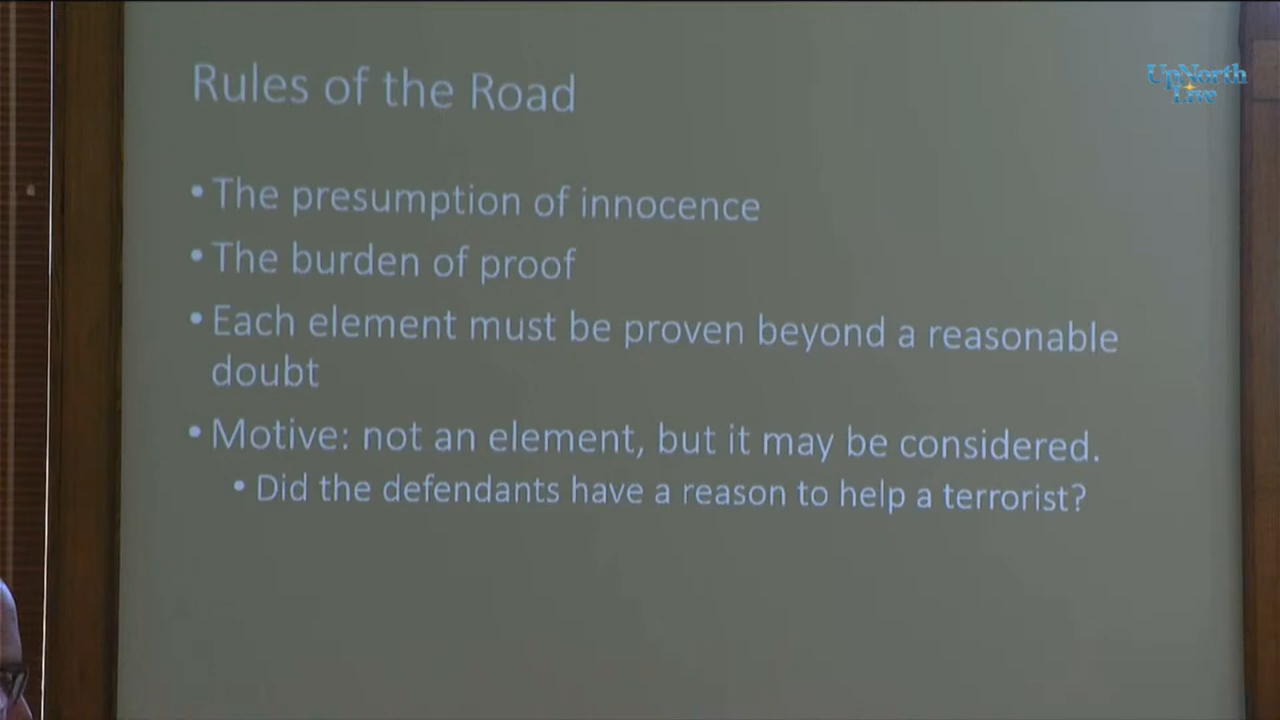 UpNorth
Live
Rules of the Road
• The presumption of innocence
• The burden of proof
• Each element must be proven beyond a reasonable
doubt
• Motive: not an element, but it may be considered.
• Did the defendants have a reason to help a terrorist?